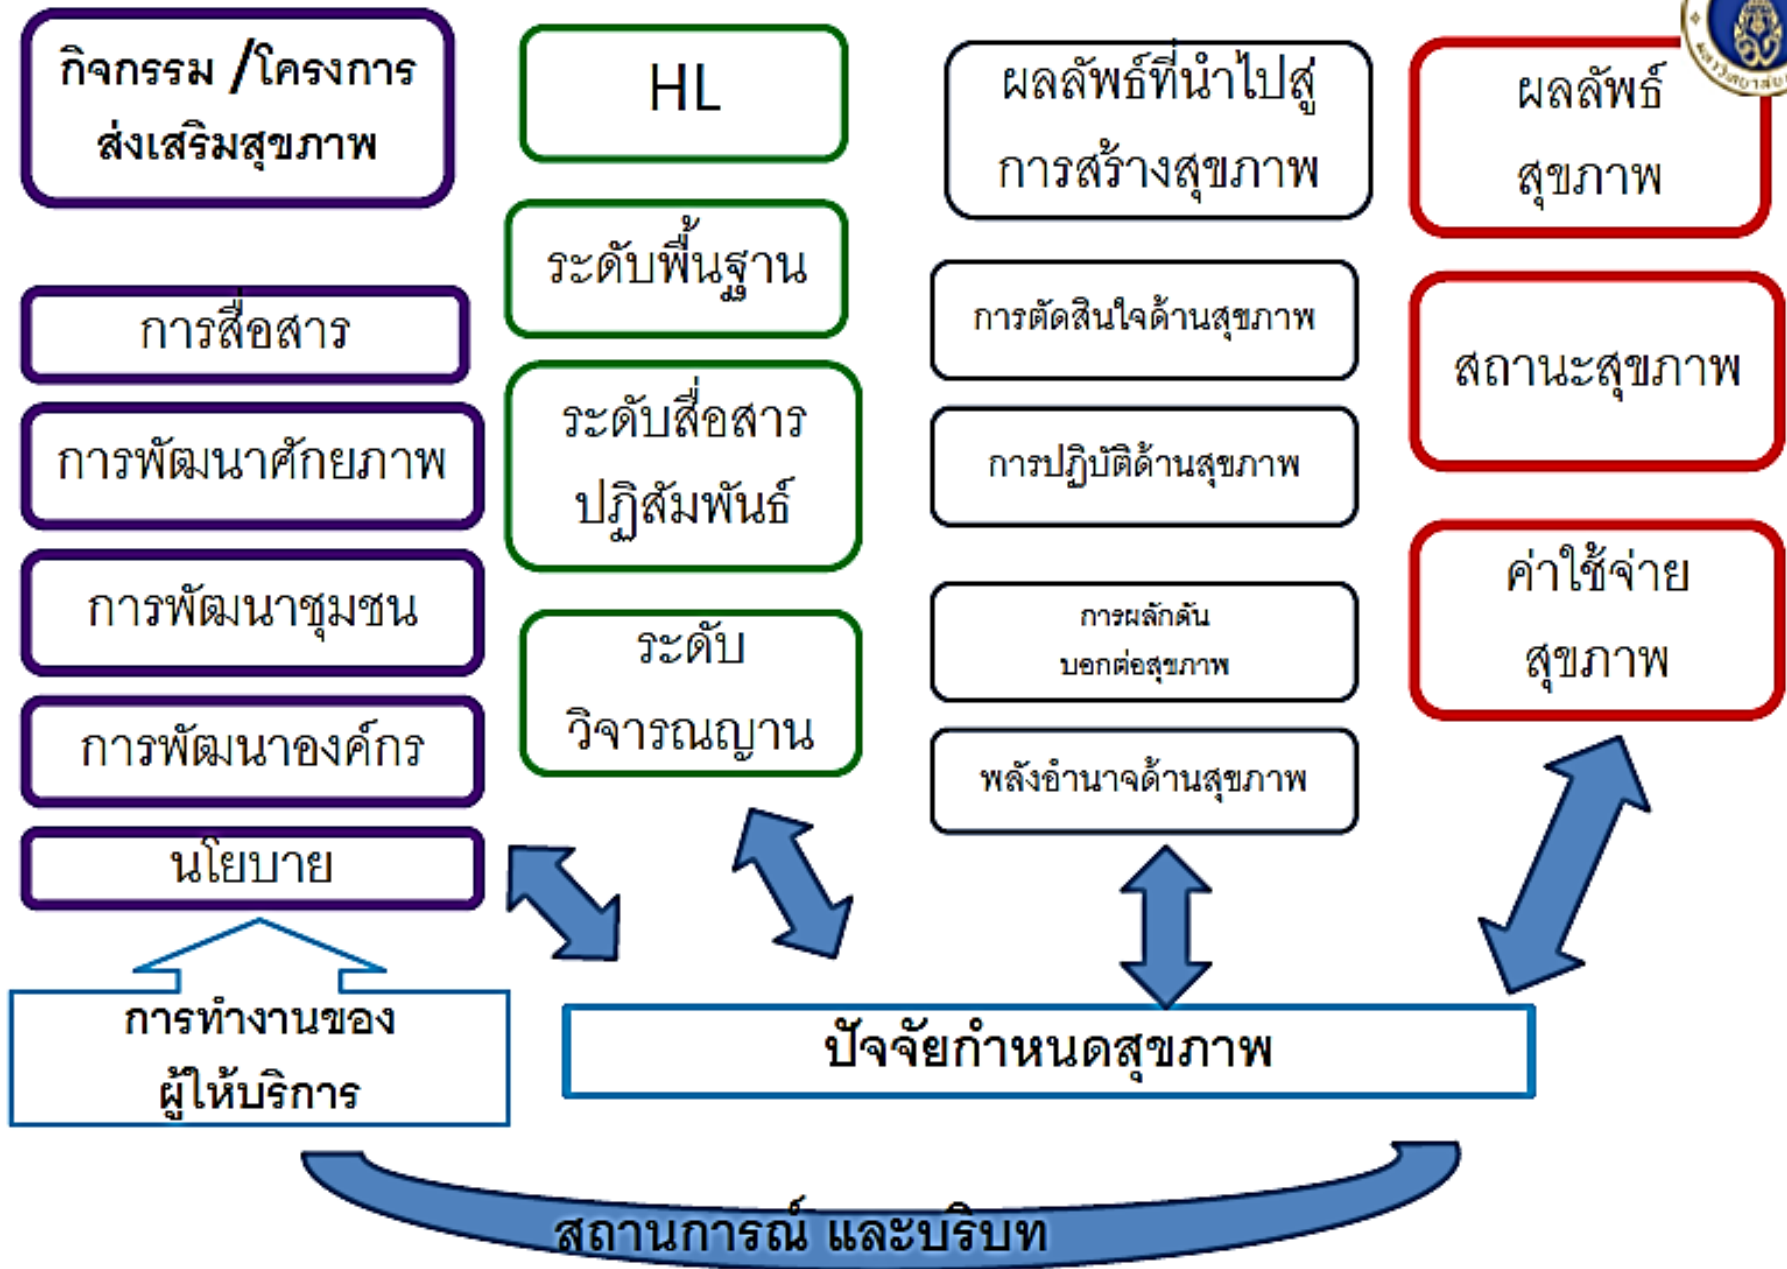 กิจกรรม /โครงการ
ส่งเสริมสุขภาพ
การสื่อสาร
การพัฒนาศักยภาพ
การพัฒนาชุมชน
การพัฒนาองค์กร
นโยบาย
การทำงานของ
ผู้ให้บริการ
HL
ระดับพื้นฐาน
ระดับสื่อสาร
ปฏิสัมพันธ์
ระดับ
วิจารณญาน
ผลลัพธ์ที่นำไปสู่
การสร้างสุขภาพ
การตัดสินใจด้านสุขภาพ
การปฏิบัติด้านสุขภาพ
การผลักดัน
บอกต่อสุขภาพ
พลังอำนาจด้านสุขภาพ
ผลลัพธ์
สุขภาพ
สถานะสุขภาพ
ค่าใช้จ่าย
สุขภาพ
ปัจจัยกำหนดสุขภาพ
สถานการณ์ และบริบท